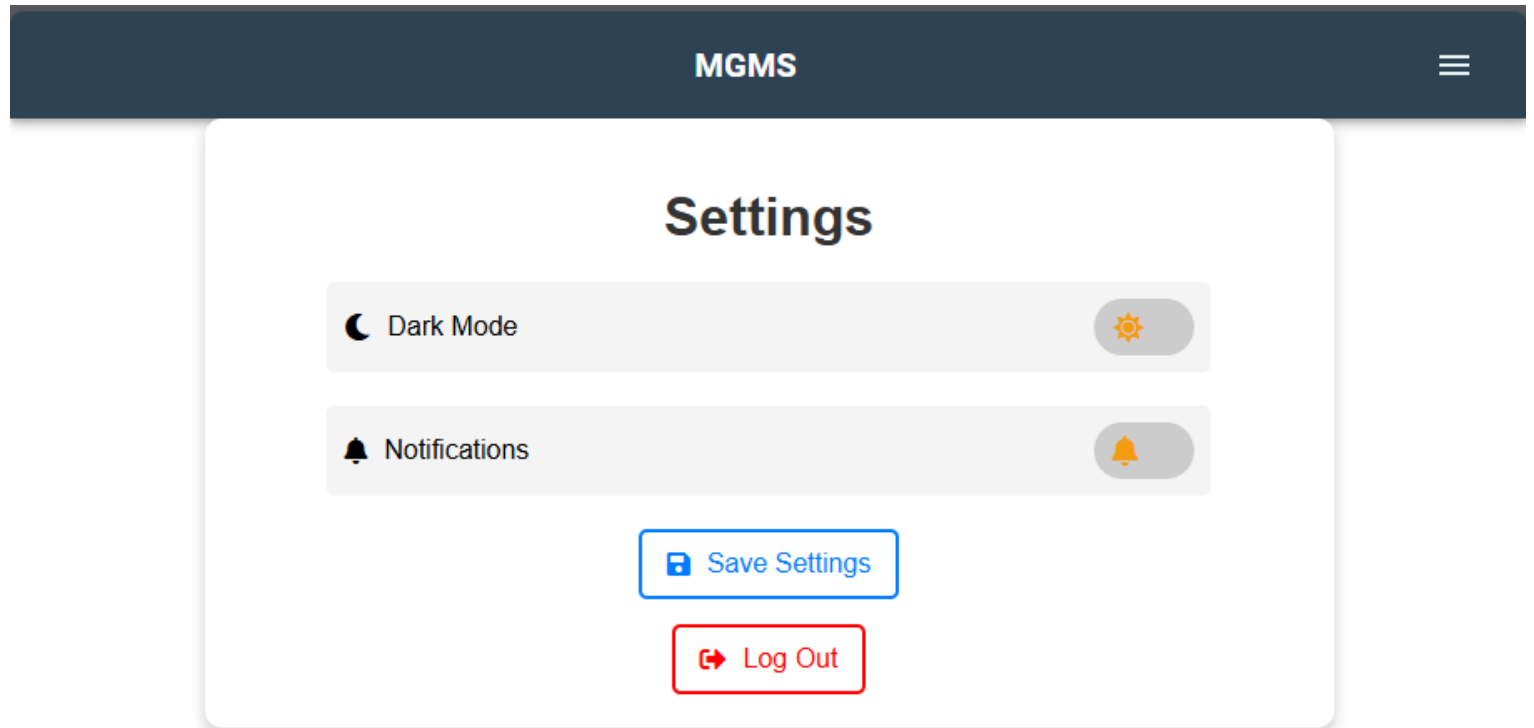 MGMS
Settings
Dark Mode
Notifications
Save Settings
Log Out